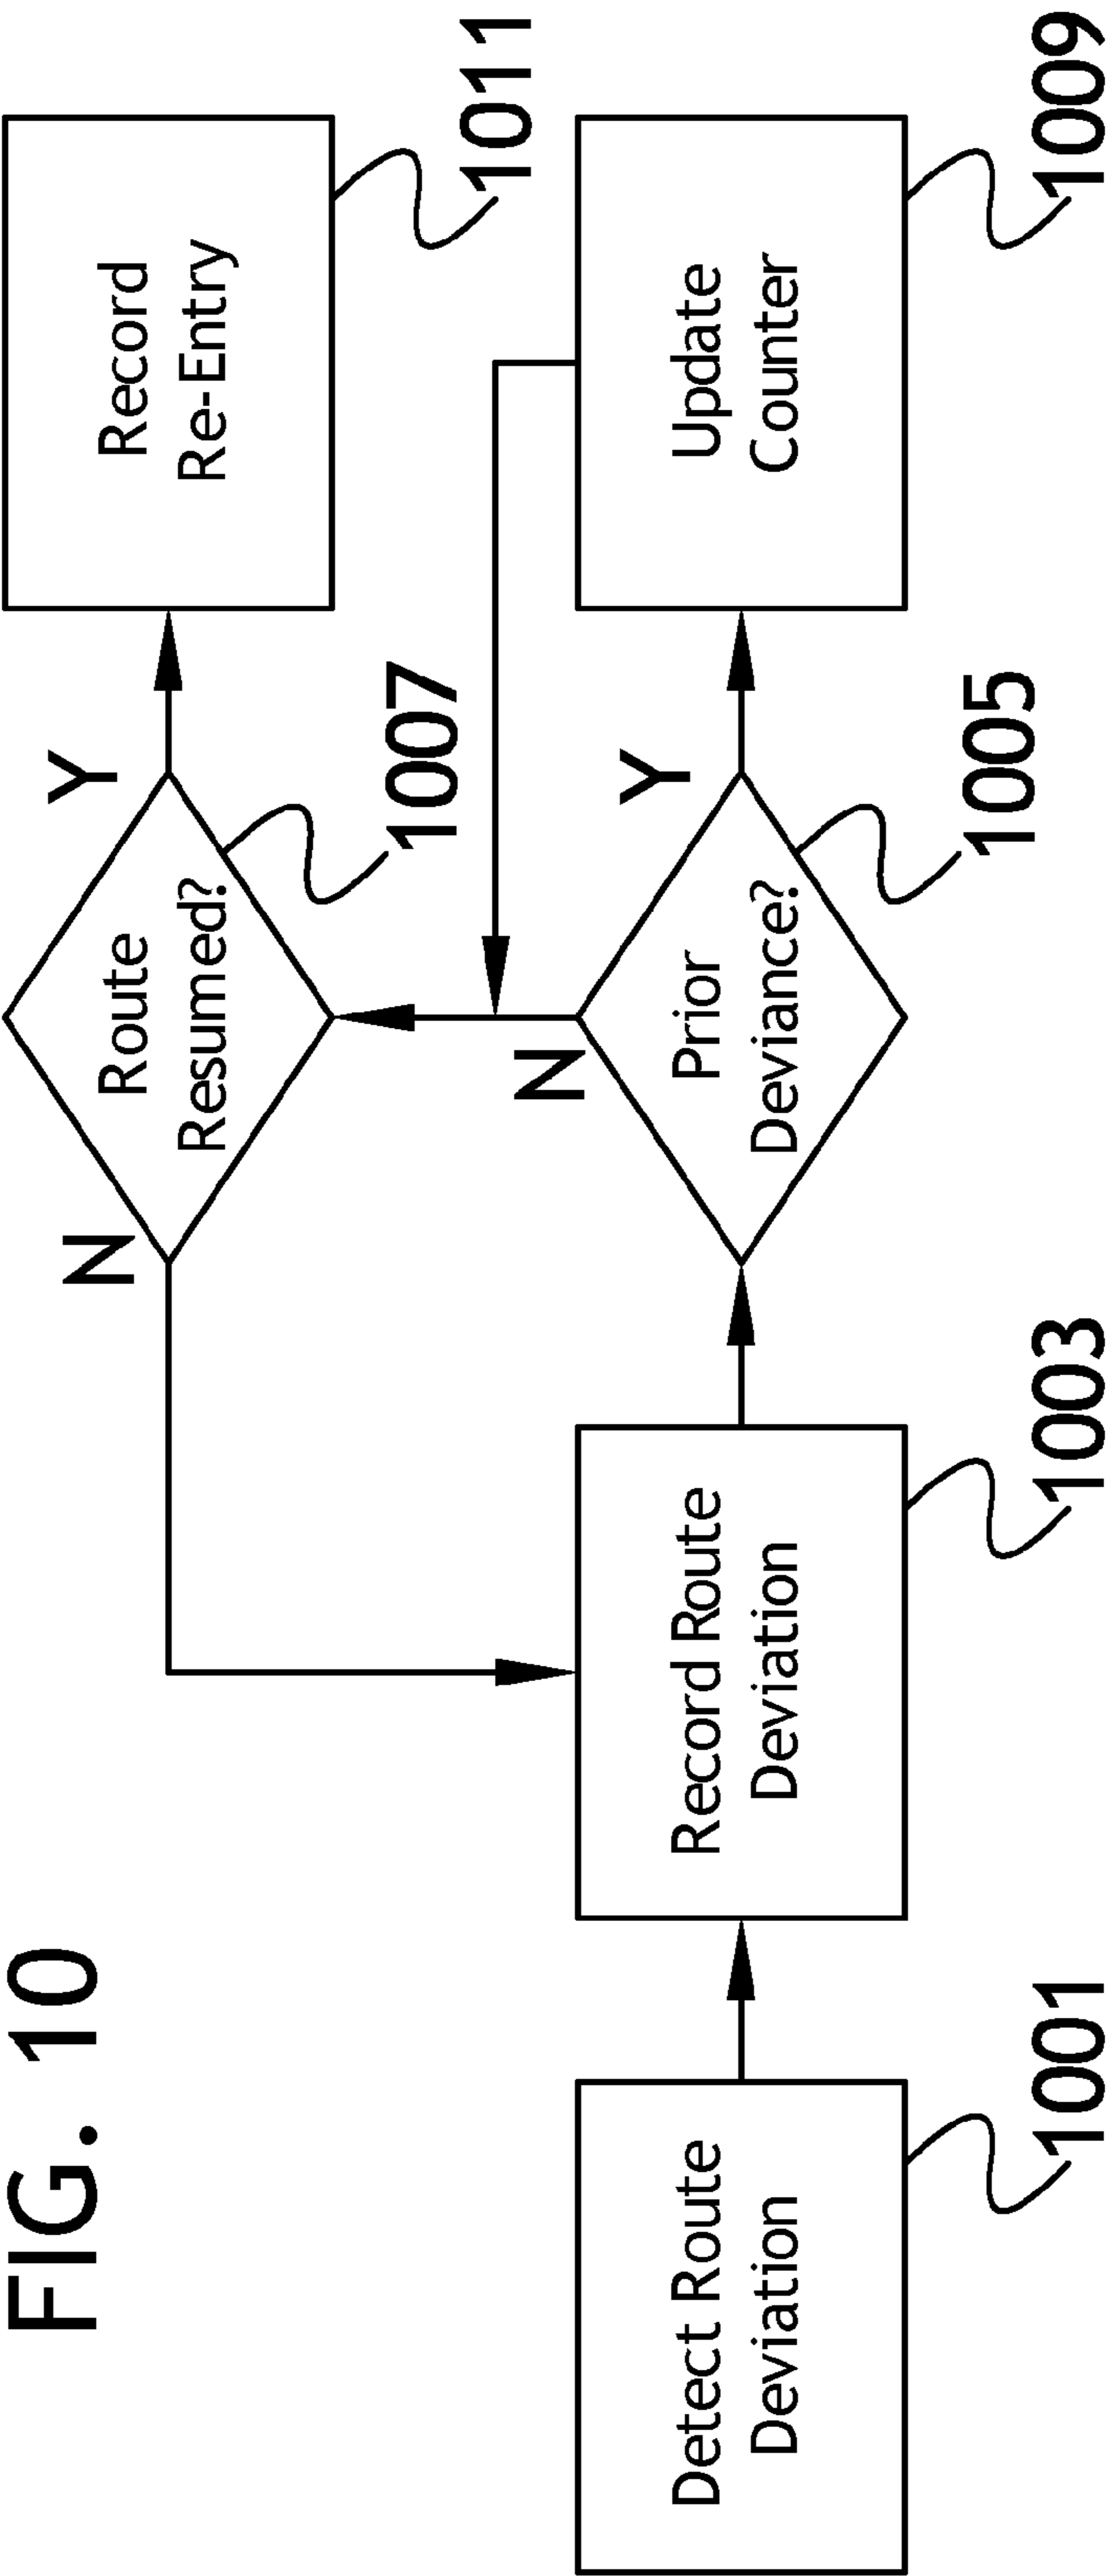 FIG. 10
Detect Route
Deviation
1001
Record Route
Deviation
1003
Prior
Deviance?
1005
Y
N
Update
Counter
1009
Route
Resumed?
1007
N
Y
Record
Re-Entry
1011